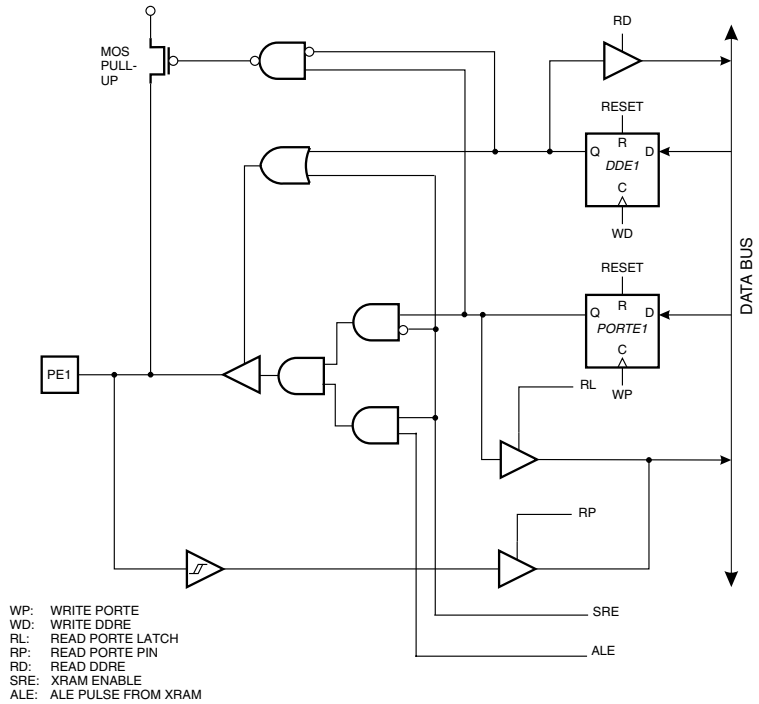 RD
MOS
PULL-
UP
RESET
R
Q
D
DDE1
C
WD
RESET
R
Q
D
PORTE1
C
WP
DATA BUS
PE1
RL
RP
SRE
ALE
WP: WRITE PORTE
WD: WRITE DDRE
RL: READ PORTE LATCH
RP: READ PORTE PIN
RD: READ DDRE
SRE: XRAM ENABLE
ALE: ALE PULSE FROM XRAM